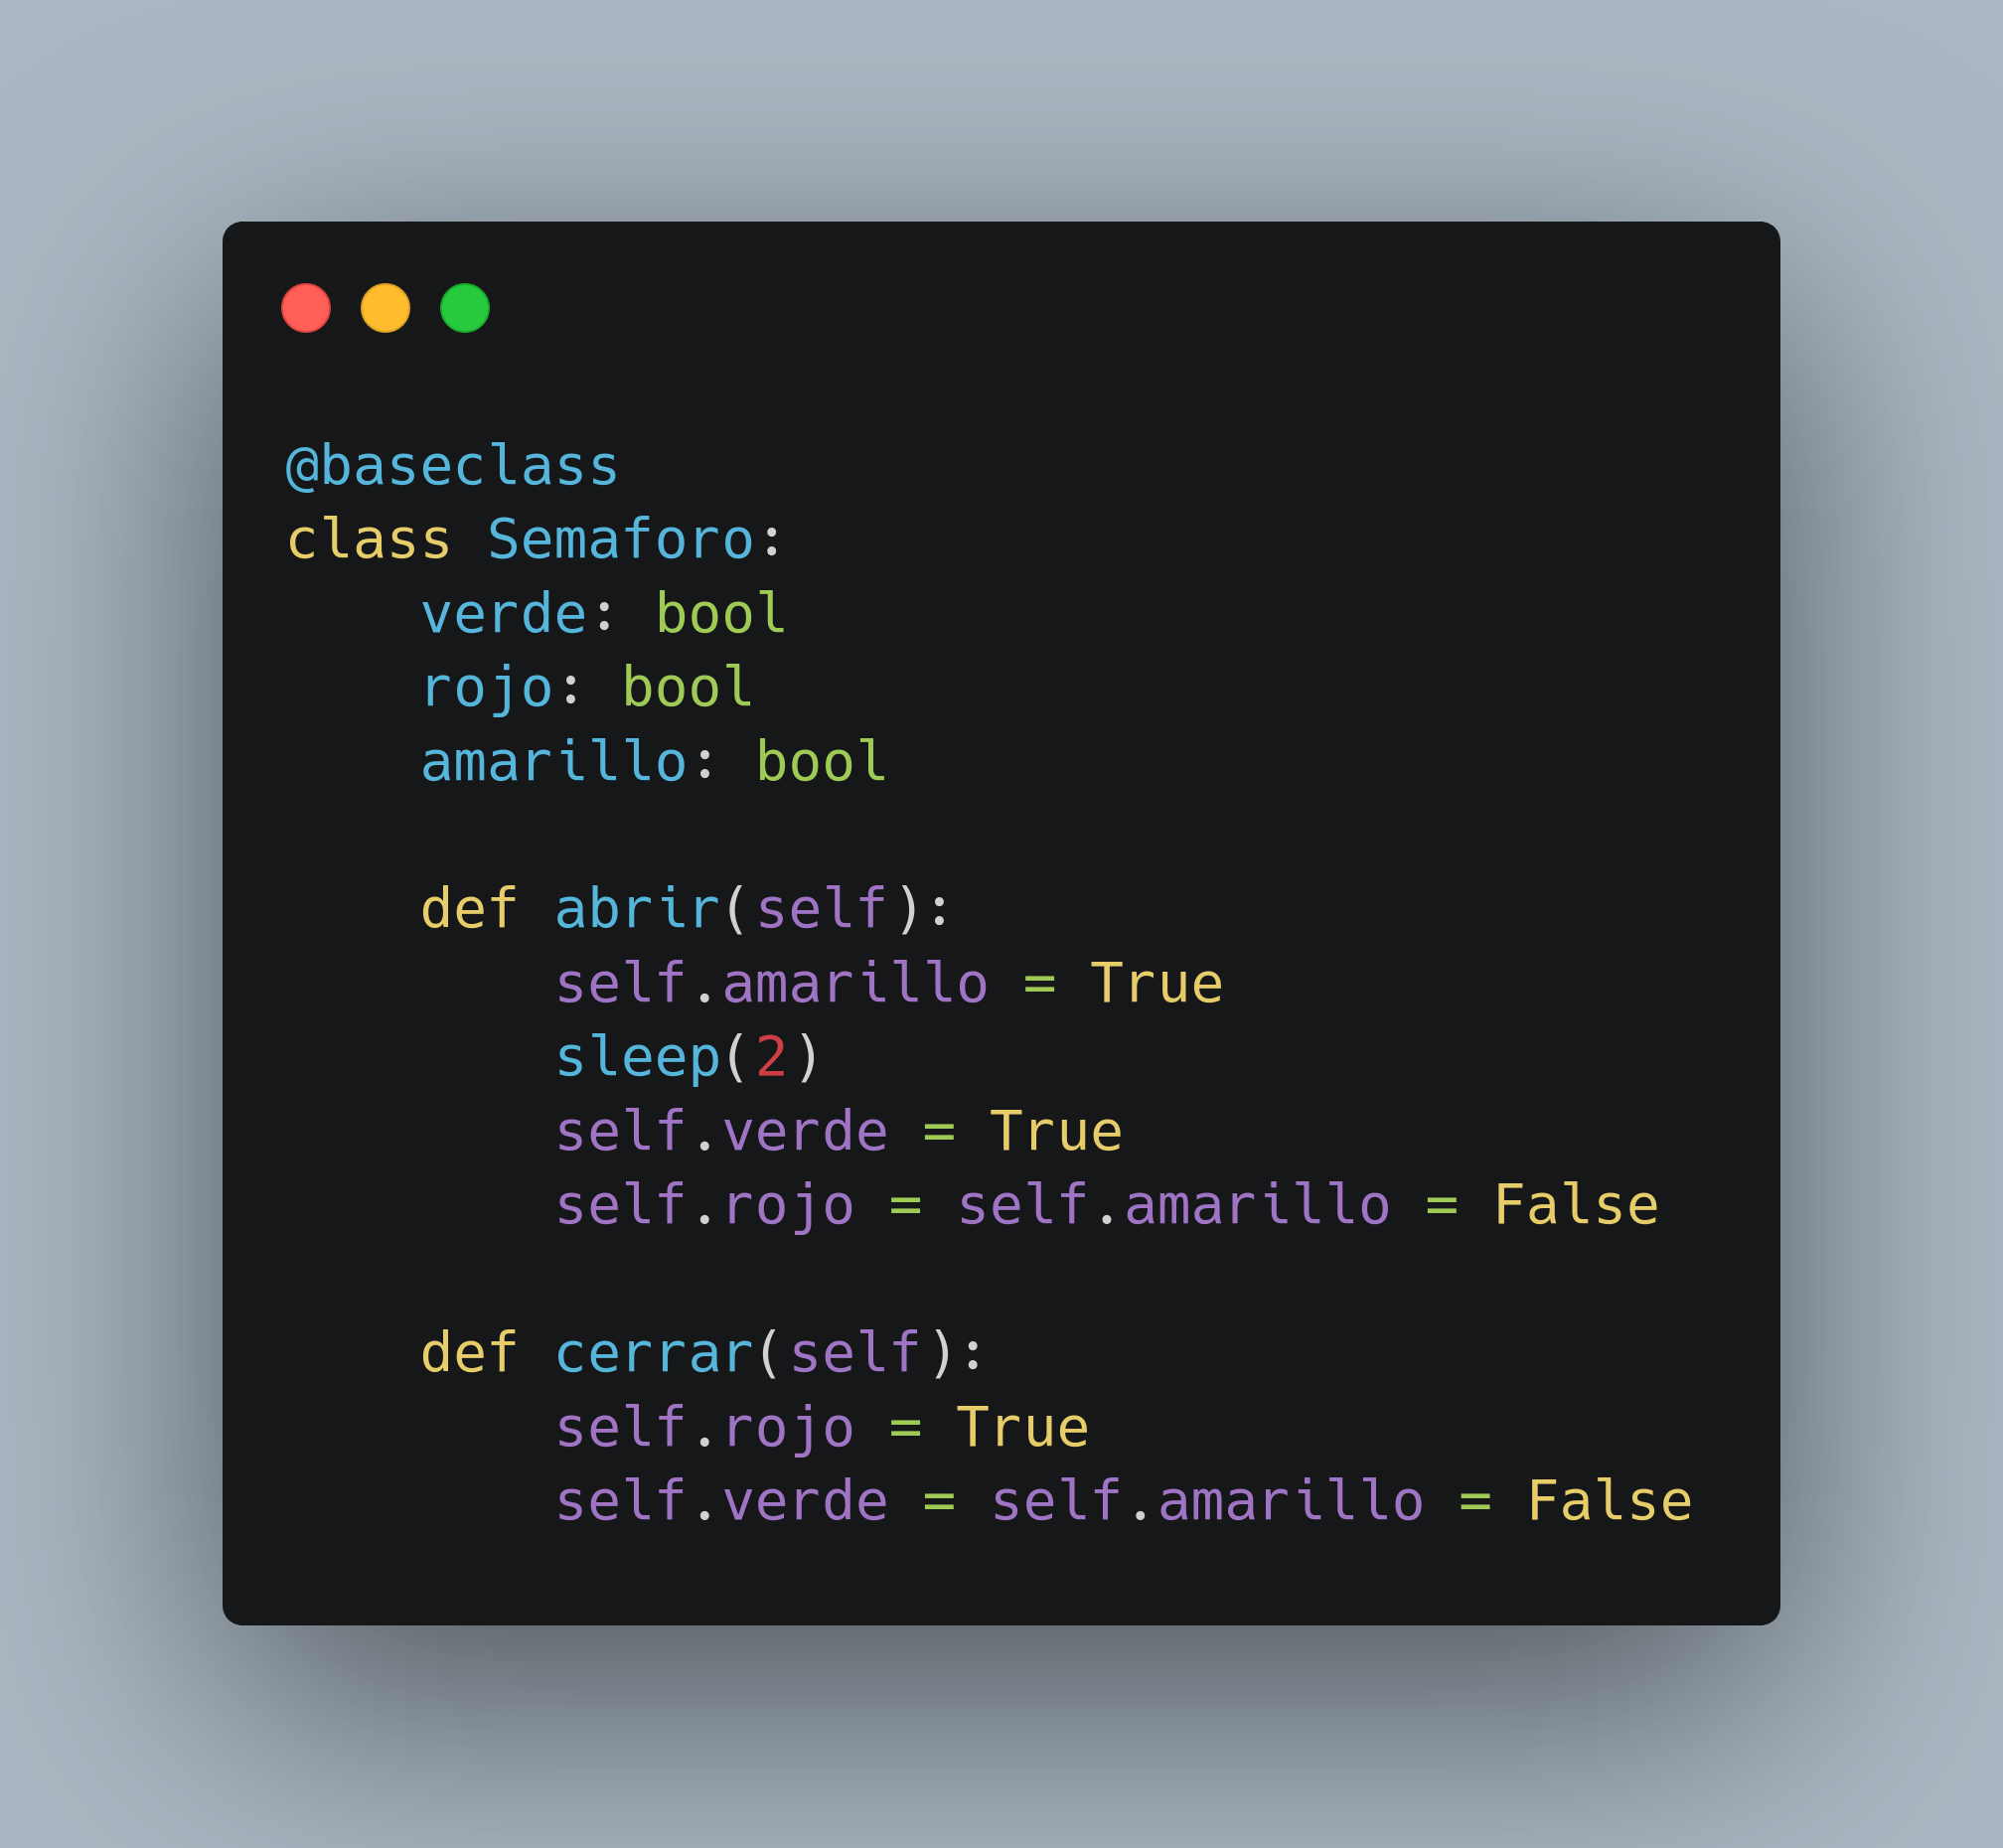 @baseclass
class Semaforo:
    verde: bool
    rojo: bool
    amarillo: bool

    def abrir(self):
        self.amarillo = True
        sleep(2)
        self.verde = True
        self.rojo = self.amarillo = False

    def cerrar(self):
        self.rojo = True
        self.verde = self.amarillo = False